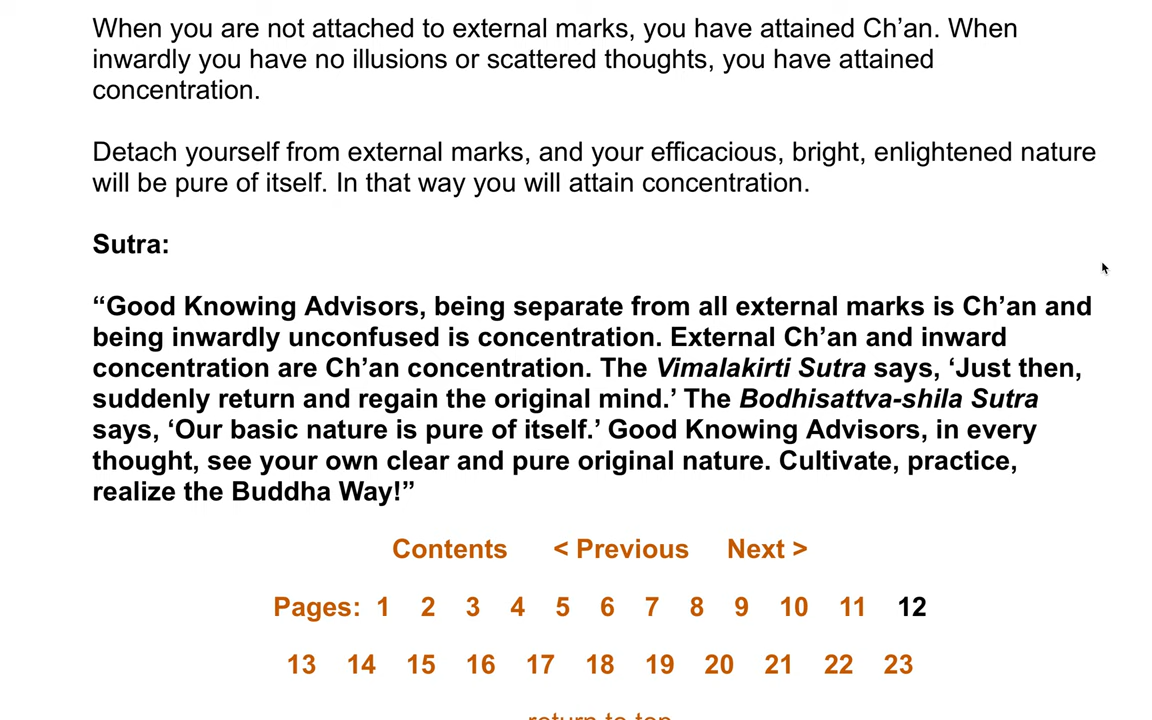 When you are not attached to external marks, you have attained Ch’an. When
inwardly you have no illusions or scattered thoughts, you have attained
concentration.
Detach yourself from external marks, and your efficacious, bright, enlightened nature
will be pure of itself. In that way you will attain concentration.
Sutra:
“Good Knowing Advisors, being separate from all external marks is Ch’an and
being inwardly unconfused is concentration. External Ch’an and inward
concentration are Ch’an concentration. The Vimalakirti Sutra says, ‘Just then,
suddenly return and regain the original mind.’ The Bodhisattva-shila Sutra
says, ‘Our basic nature is pure of itself.’ Good Knowing Advisors, in every
thought, see your own clear and pure original nature. Cultivate, practice,
realize the Buddha Way!”
Contents < Previous Next >
Pages: 1 2 3 4 5 6 7 8 9 10 11 12
13 14 15 16 17 18 19 20 21 22 23
return to top